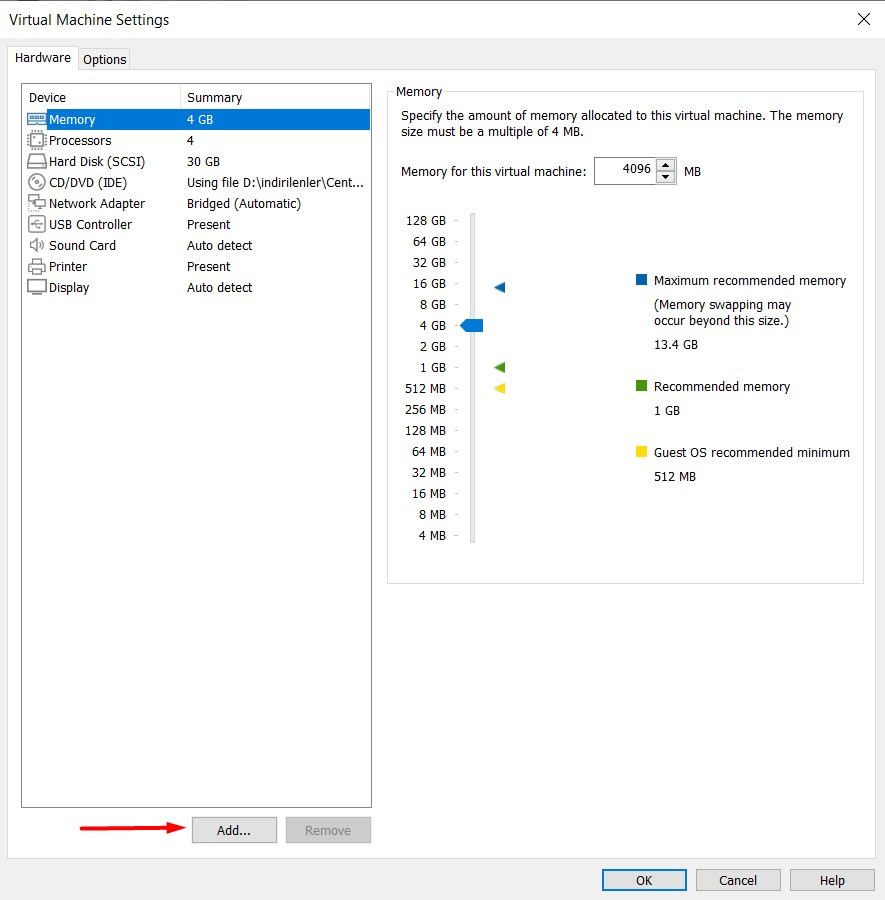 Virtual Machine Settings
Hardware
Options
Device Summary
Memory 4 GB
Processors 4
Hard Disk (SCSI) 30 GB
CD/DVD (IDE) Using file D:\indirilenler\Cent...
Network Adapter Bridged (Automatic)
USB Controller Present
Sound Card Auto detect
Printer Present
Display Auto detect
Add...
Remove
Memory
Specify the amount of memory allocated to this virtual machine. The memory
size must be a multiple of 4 MB.
Memory for this virtual machine: 4096 MB
128 GB
64 GB
32 GB
16 GB
8 GB
4 GB
2 GB
1 GB
512 MB
256 MB
128 MB
64 MB
32 MB
16 MB
8 MB
4 MB
Maximum recommended memory
(Memory swapping may
occur beyond this size.)
13.4 GB
Recommended memory
1 GB
Guest OS recommended minimum
512 MB
OK
Cancel
Help